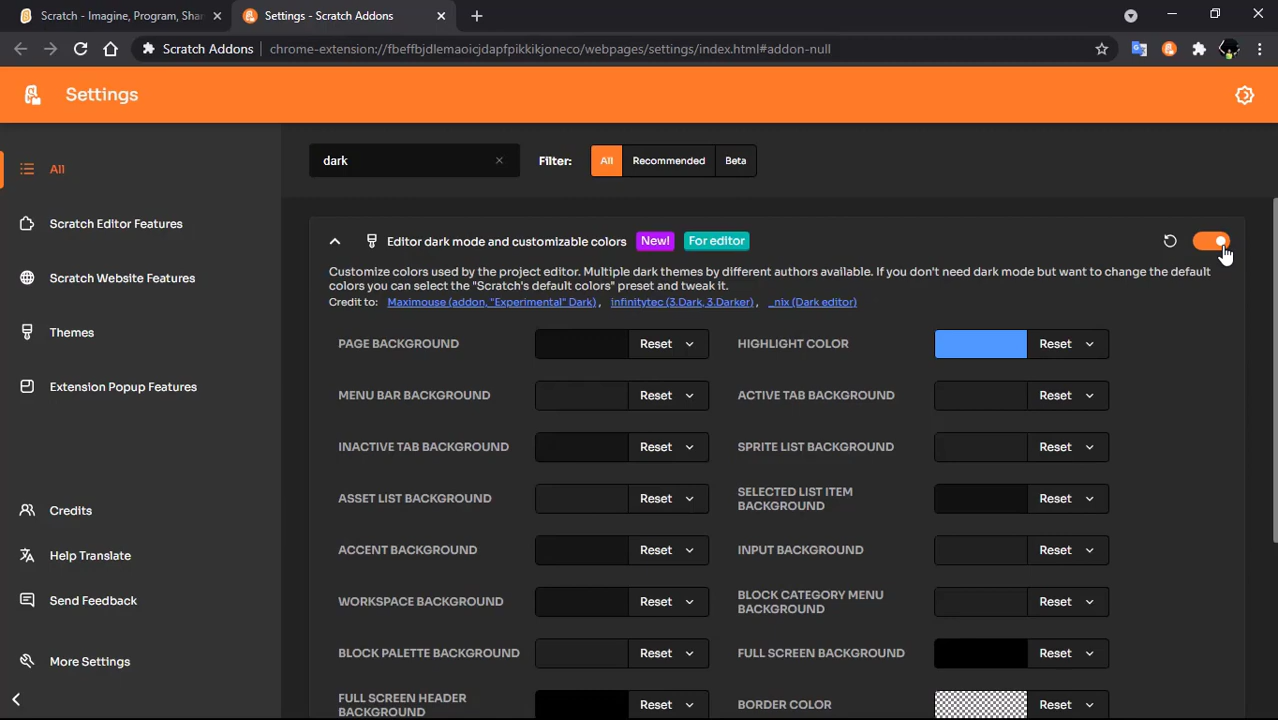 Scratch - Imagine, Program, Shar
Settings - Scratch Addons
Scratch Addons
chrome-extension://fbeffbjdlemaoicjdapfpikkikjoneco/webpages/settings/index.html#addon-null
Settings
All
Scratch Editor Features
Scratch Website Features
Themes
Extension Popup Features
Credits
Help Translate
Send Feedback
More Settings
dark
Filter:
All
Recommended
Beta
Editor dark mode and customizable colors
New!
For editor
Customize colors used by the project editor. Multiple dark themes by different authors available. If you don't need dark mode but want to change the default
colors you can select the "Scratch's default colors" preset and tweak it.
Credit to: Maximouse (addon, "Experimental" Dark) , infinitytec (3.Dark, 3.Darker) , _nix (Dark editor)
PAGE BACKGROUND Reset
HIGHLIGHT COLOR Reset
MENU BAR BACKGROUND Reset
ACTIVE TAB BACKGROUND Reset
INACTIVE TAB BACKGROUND Reset
SPRITE LIST BACKGROUND Reset
ASSET LIST BACKGROUND Reset
SELECTED LIST ITEM
BACKGROUND Reset
ACCENT BACKGROUND Reset
INPUT BACKGROUND Reset
WORKSPACE BACKGROUND Reset
BLOCK CATEGORY MENU
BACKGROUND Reset
BLOCK PALETTE BACKGROUND Reset
FULL SCREEN BACKGROUND Reset
FULL SCREEN HEADER
BACKGROUND Reset
BORDER COLOR Reset